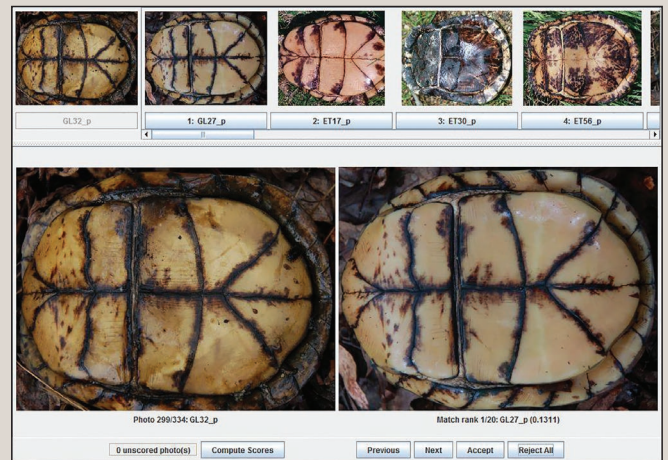 GL32_p
1: GL27_p
2: ET17_p
3: ET30_p
4: ET56_p
Photo 299/334: GL32_p
Match rank 1/20: GL27_p (0.1311)
0 unscored photo(s)
Compute Scores
Previous
Next
Accept
Reject All